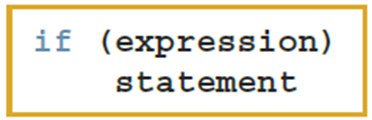 if (expression)
statement